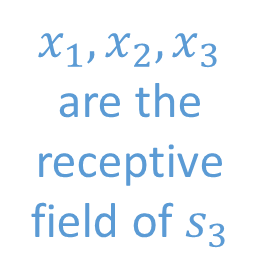 x₁, x₂, x₃
are the
receptive
field of s₃